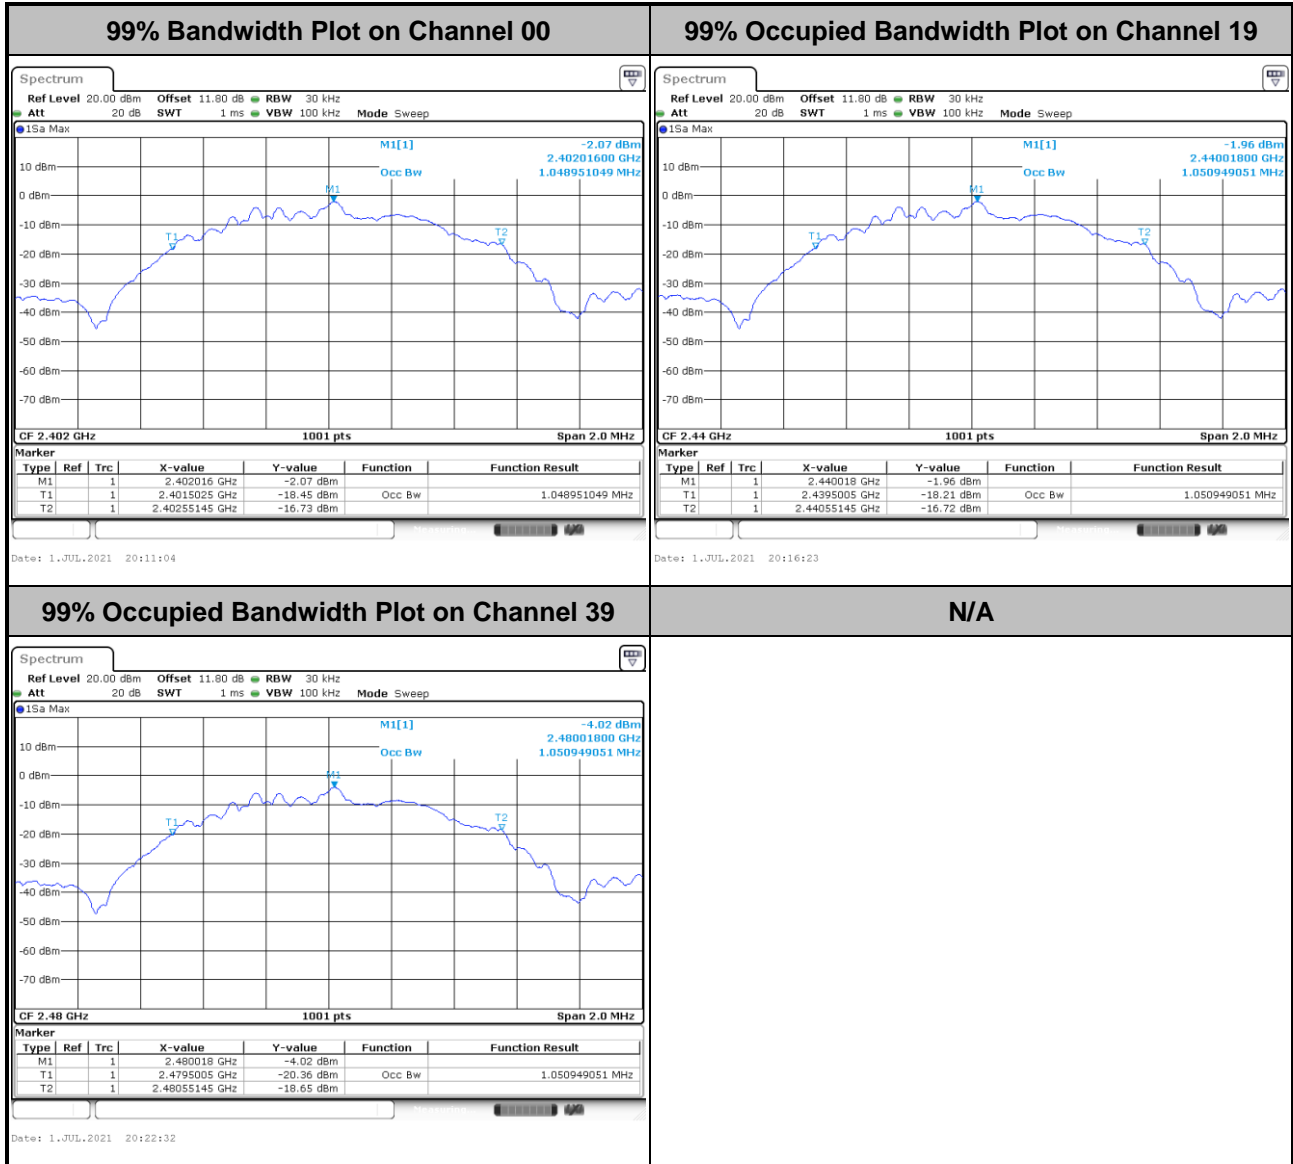 99% Bandwidth Plot on Channel 00
Spectrum
Ref Level 20.00 dBm Offset 11.80 dB RBW 30 kHz
Att 20 dB SWT 1 ms VBW 100 kHz Mode Sweep
1Sa Max
M1[1] -2.07 dBm
2.40201600 GHz
Occ Bw 1.048951049 MHz
10 dBm
M1
0 dBm
-10 dBm
T1
T2
-20 dBm
-30 dBm
-40 dBm
-50 dBm
-60 dBm
-70 dBm
CF 2.402 GHz 1001 pts Span 2.0 MHz
Marker
Type Ref Trc X-value Y-value Function Function Result
M1 1 2.402016 GHz -2.07 dBm
T1 1 2.4015025 GHz -18.45 dBm Occ Bw 1.048951049 MHz
T2 1 2.40255145 GHz -16.73 dBm
Date: 1.JUL.2021 20:11:04
99% Occupied Bandwidth Plot on Channel 19
Spectrum
Ref Level 20.00 dBm Offset 11.80 dB RBW 30 kHz
Att 20 dB SWT 1 ms VBW 100 kHz Mode Sweep
1Sa Max
M1[1] -1.96 dBm
2.44001800 GHz
Occ Bw 1.050949051 MHz
10 dBm
M1
0 dBm
-10 dBm
T1
T2
-20 dBm
-30 dBm
-40 dBm
-50 dBm
-60 dBm
-70 dBm
CF 2.44 GHz 1001 pts Span 2.0 MHz
Marker
Type Ref Trc X-value Y-value Function Function Result
M1 1 2.440018 GHz -1.96 dBm
T1 1 2.4395005 GHz -18.21 dBm Occ Bw 1.050949051 MHz
T2 1 2.44055145 GHz -16.72 dBm
Date: 1.JUL.2021 20:16:23
99% Occupied Bandwidth Plot on Channel 39
Spectrum
Ref Level 20.00 dBm Offset 11.80 dB RBW 30 kHz
Att 20 dB SWT 1 ms VBW 100 kHz Mode Sweep
1Sa Max
M1[1] -4.02 dBm
2.48001800 GHz
Occ Bw 1.050949051 MHz
10 dBm
M1
0 dBm
-10 dBm
T1
T2
-20 dBm
-30 dBm
-40 dBm
-50 dBm
-60 dBm
-70 dBm
CF 2.48 GHz 1001 pts Span 2.0 MHz
Marker
Type Ref Trc X-value Y-value Function Function Result
M1 1 2.480018 GHz -4.02 dBm
T1 1 2.4795005 GHz -20.36 dBm Occ Bw 1.050949051 MHz
T2 1 2.48055145 GHz -18.65 dBm
Measuring...
Date: 1.JUL.2021 20:22:32
N/A